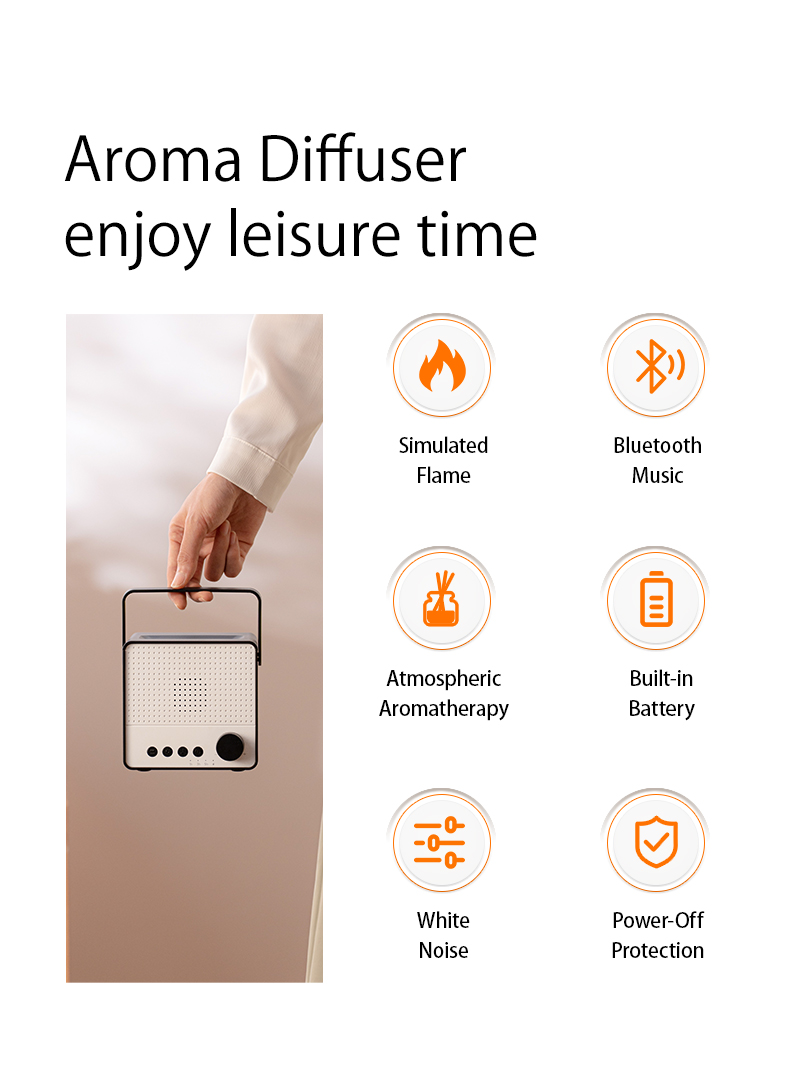 Aroma Diffuser
enjoy leisure time
Simulated
Flame
Bluetooth
Music
Atmospheric
Aromatherapy
Built-in
Battery
White
Noise
Power-Off
Protection